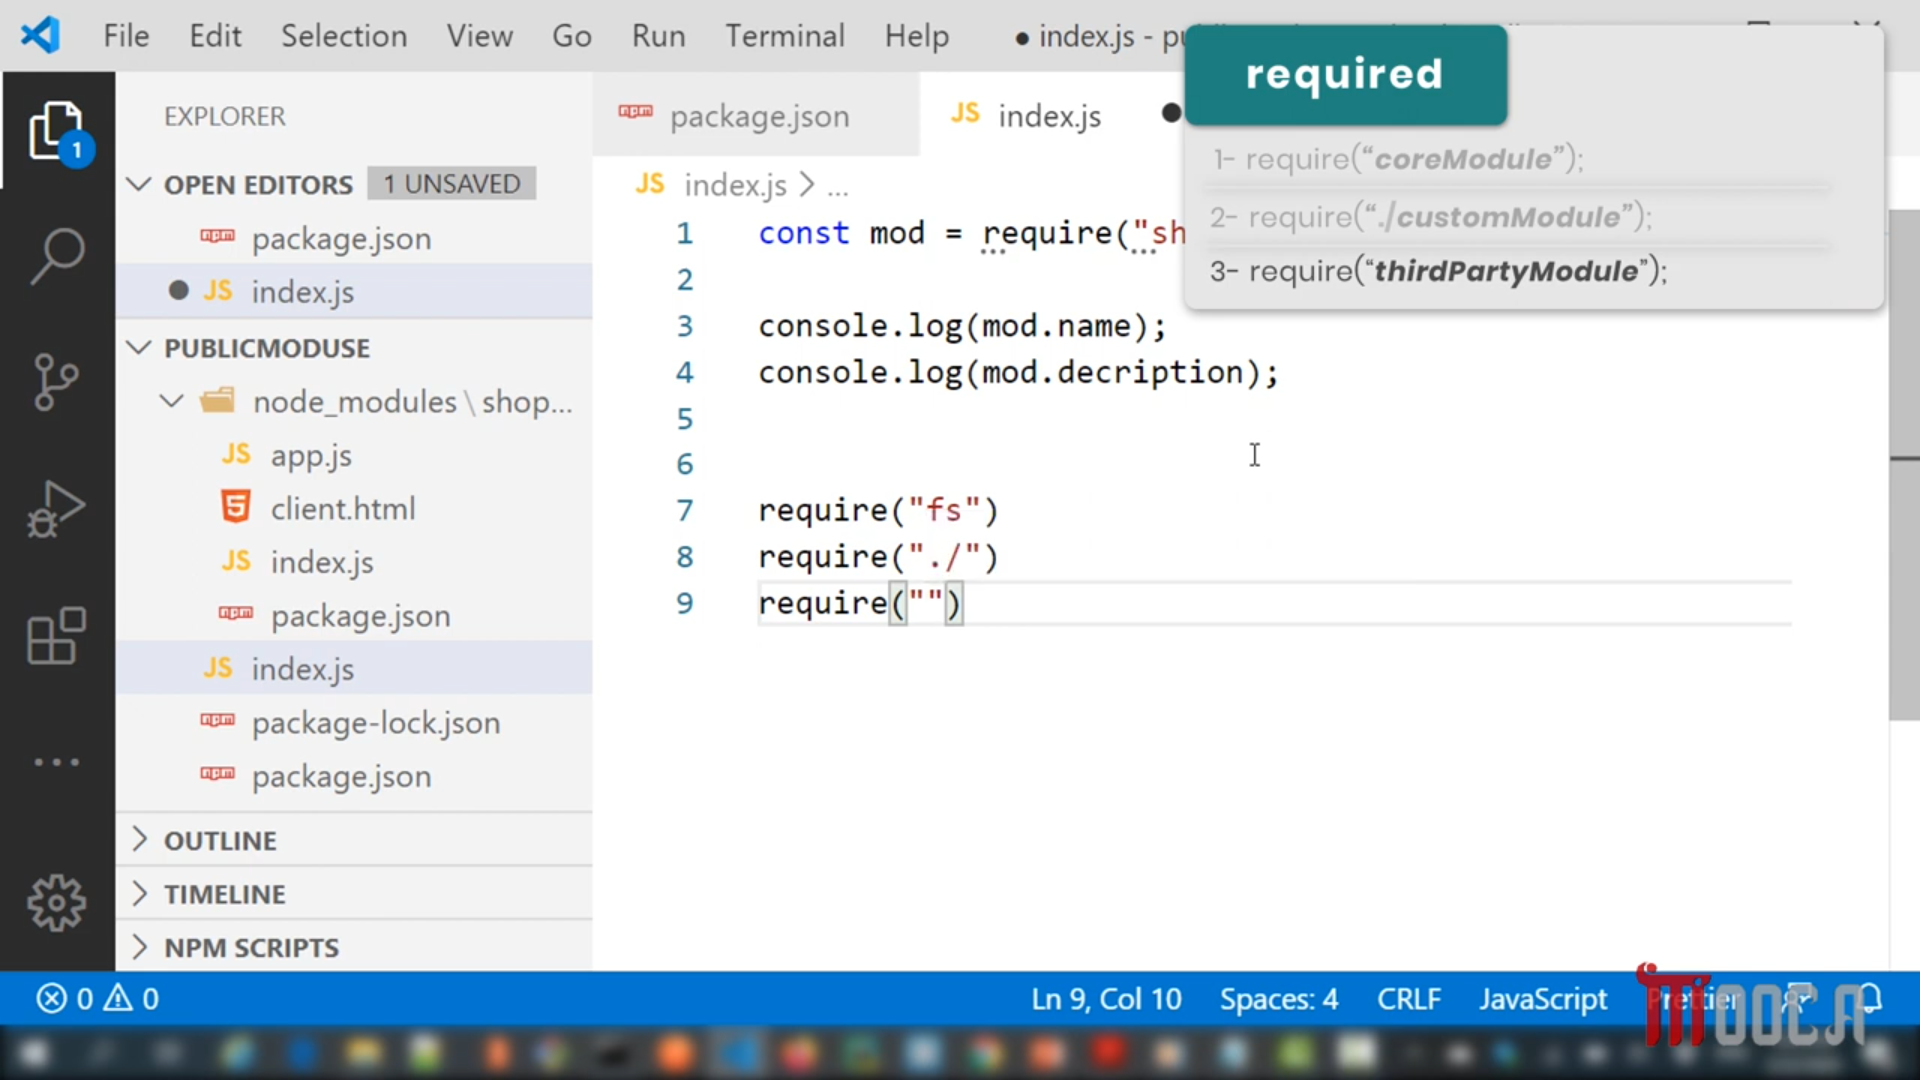 File Edit Selection View Go Run Terminal Help ● index.js - pu
required
1- require(“coreModule”);
2- require(“./customModule”);
3- require(“thirdPartyModule”);
EXPLORER
1
OPEN EDITORS 1 UNSAVED
package.json
JS index.js
PUBLICMODUSE
node_modules \ shop...
JS app.js
client.html
JS index.js
package.json
JS index.js
package-lock.json
package.json
OUTLINE
TIMELINE
NPM SCRIPTS
package.json JS index.js
JS index.js > ...
1 const mod = require("sh
2
3 console.log(mod.name);
4 console.log(mod.decription);
5
6
7 require("fs")
8 require("./")
9 require("")
0 0 Ln 9, Col 10 Spaces: 4 CRLF JavaScript Prettier
MOOCA